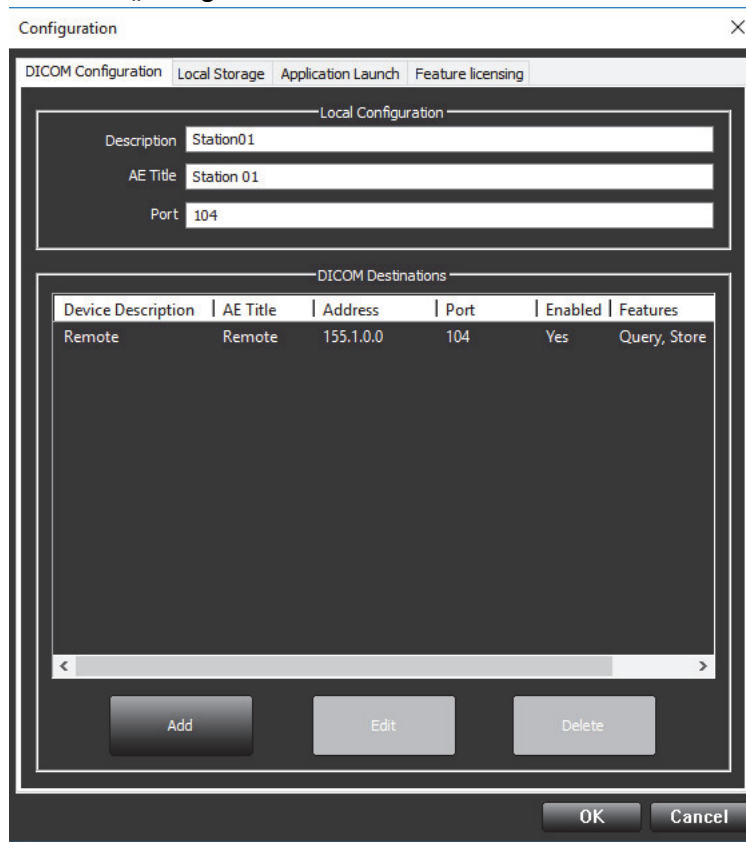 Configuration
DICOM Configuration Local Storage Application Launch Feature licensing
Local Configuration
Description Station01
AE Title Station 01
Port 104
DICOM Destinations
Device Description AE Title Address Port Enabled Features
Remote Remote 155.1.0.0 104 Yes Query, Store
Add Edit Delete
OK Cancel